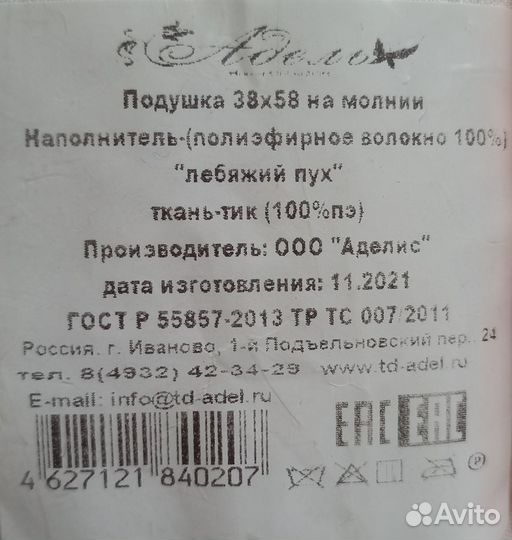 Адель
Подушка 38х58 на молнии
Наполнитель-(полиэфирное волокно 100%)
"лебяжий пух"
ткань-тик (100%пэ)
Производитель: ООО "Аделис"
дата изготовления: 11.2021
ГОСТ Р 55857-2013 ТР ТС 007/2011
Россия. г. Иваново, 1-я Подъельновский пер., 24
тел. 8(4932) 42-34-29 www.td-adel.ru
E-mail: info@td-adel.ru
EAC EAC
4 627121 840207
P
Avito